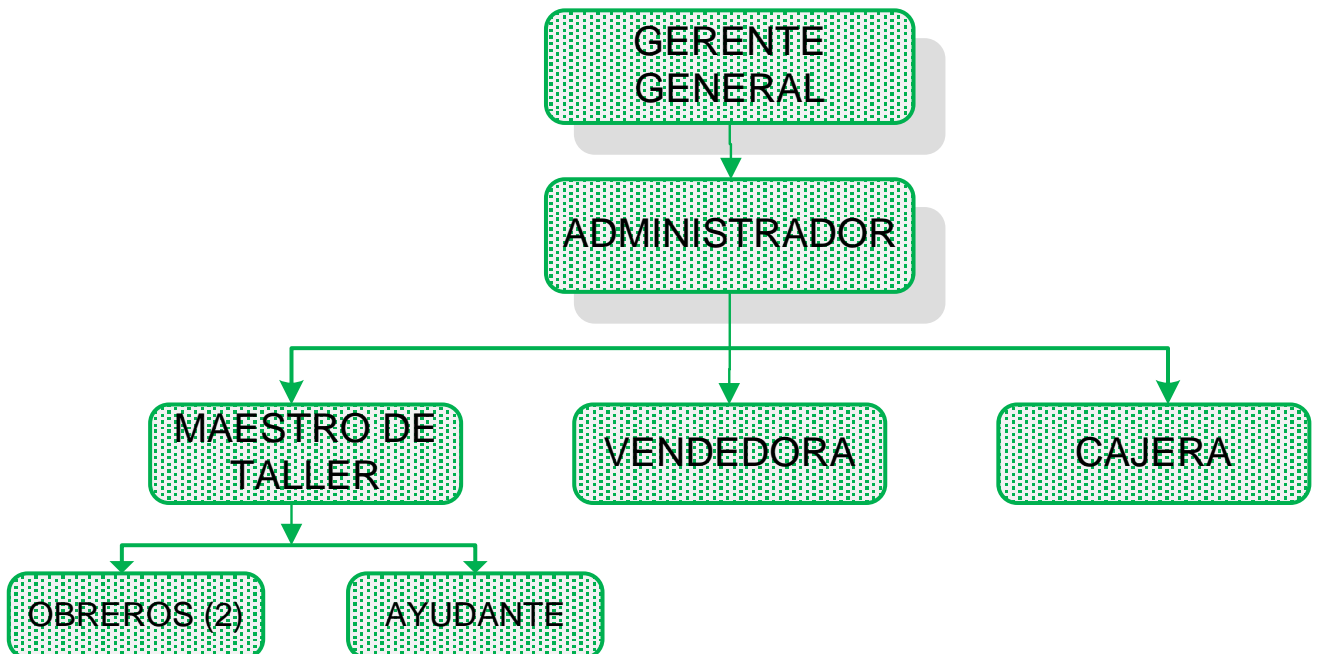 GERENTE
GENERAL
ADMINISTRADOR
MAESTRO DE
TALLER
VENDEDORA
CAJERA
OBREROS (2)
AYUDANTE